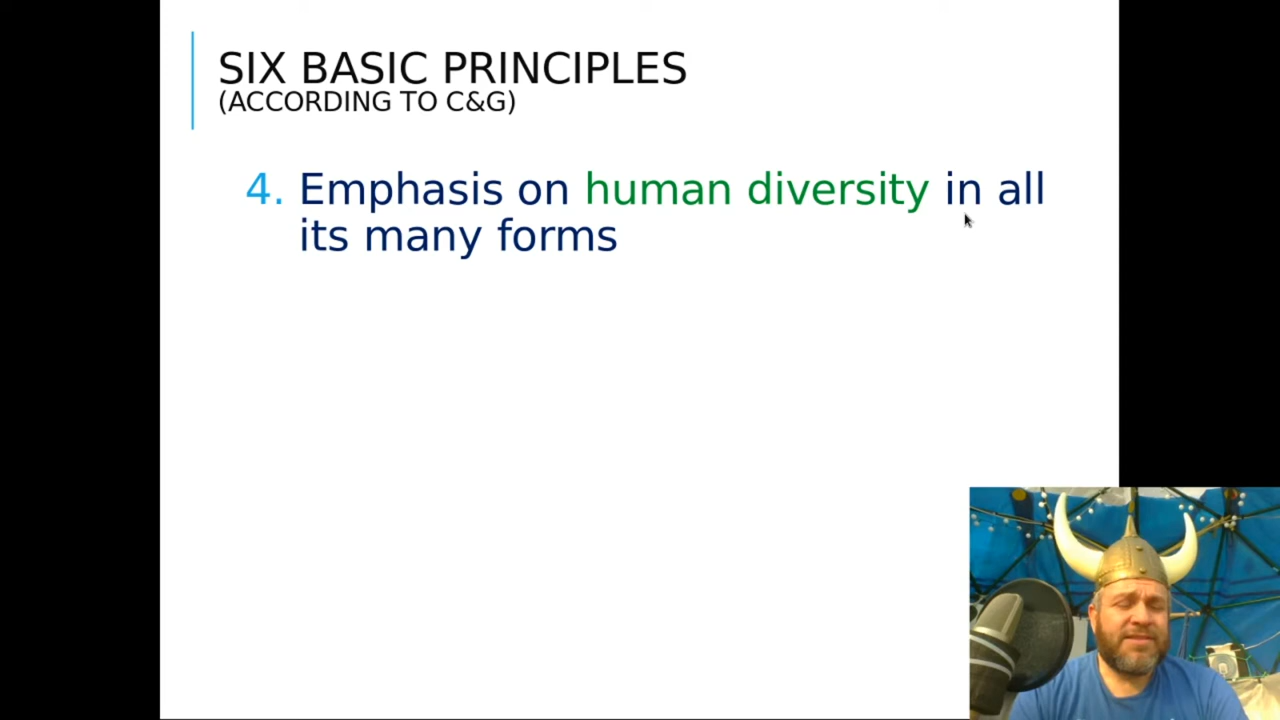 SIX BASIC PRINCIPLES
(ACCORDING TO C&G)
4. Emphasis on human diversity in all
its many forms